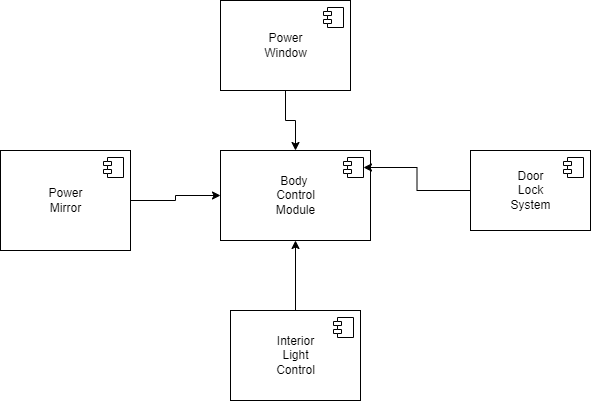 Power
Window
Power
Mirror
Body
Control
Module
Door
Lock
System
Interior
Light
Control